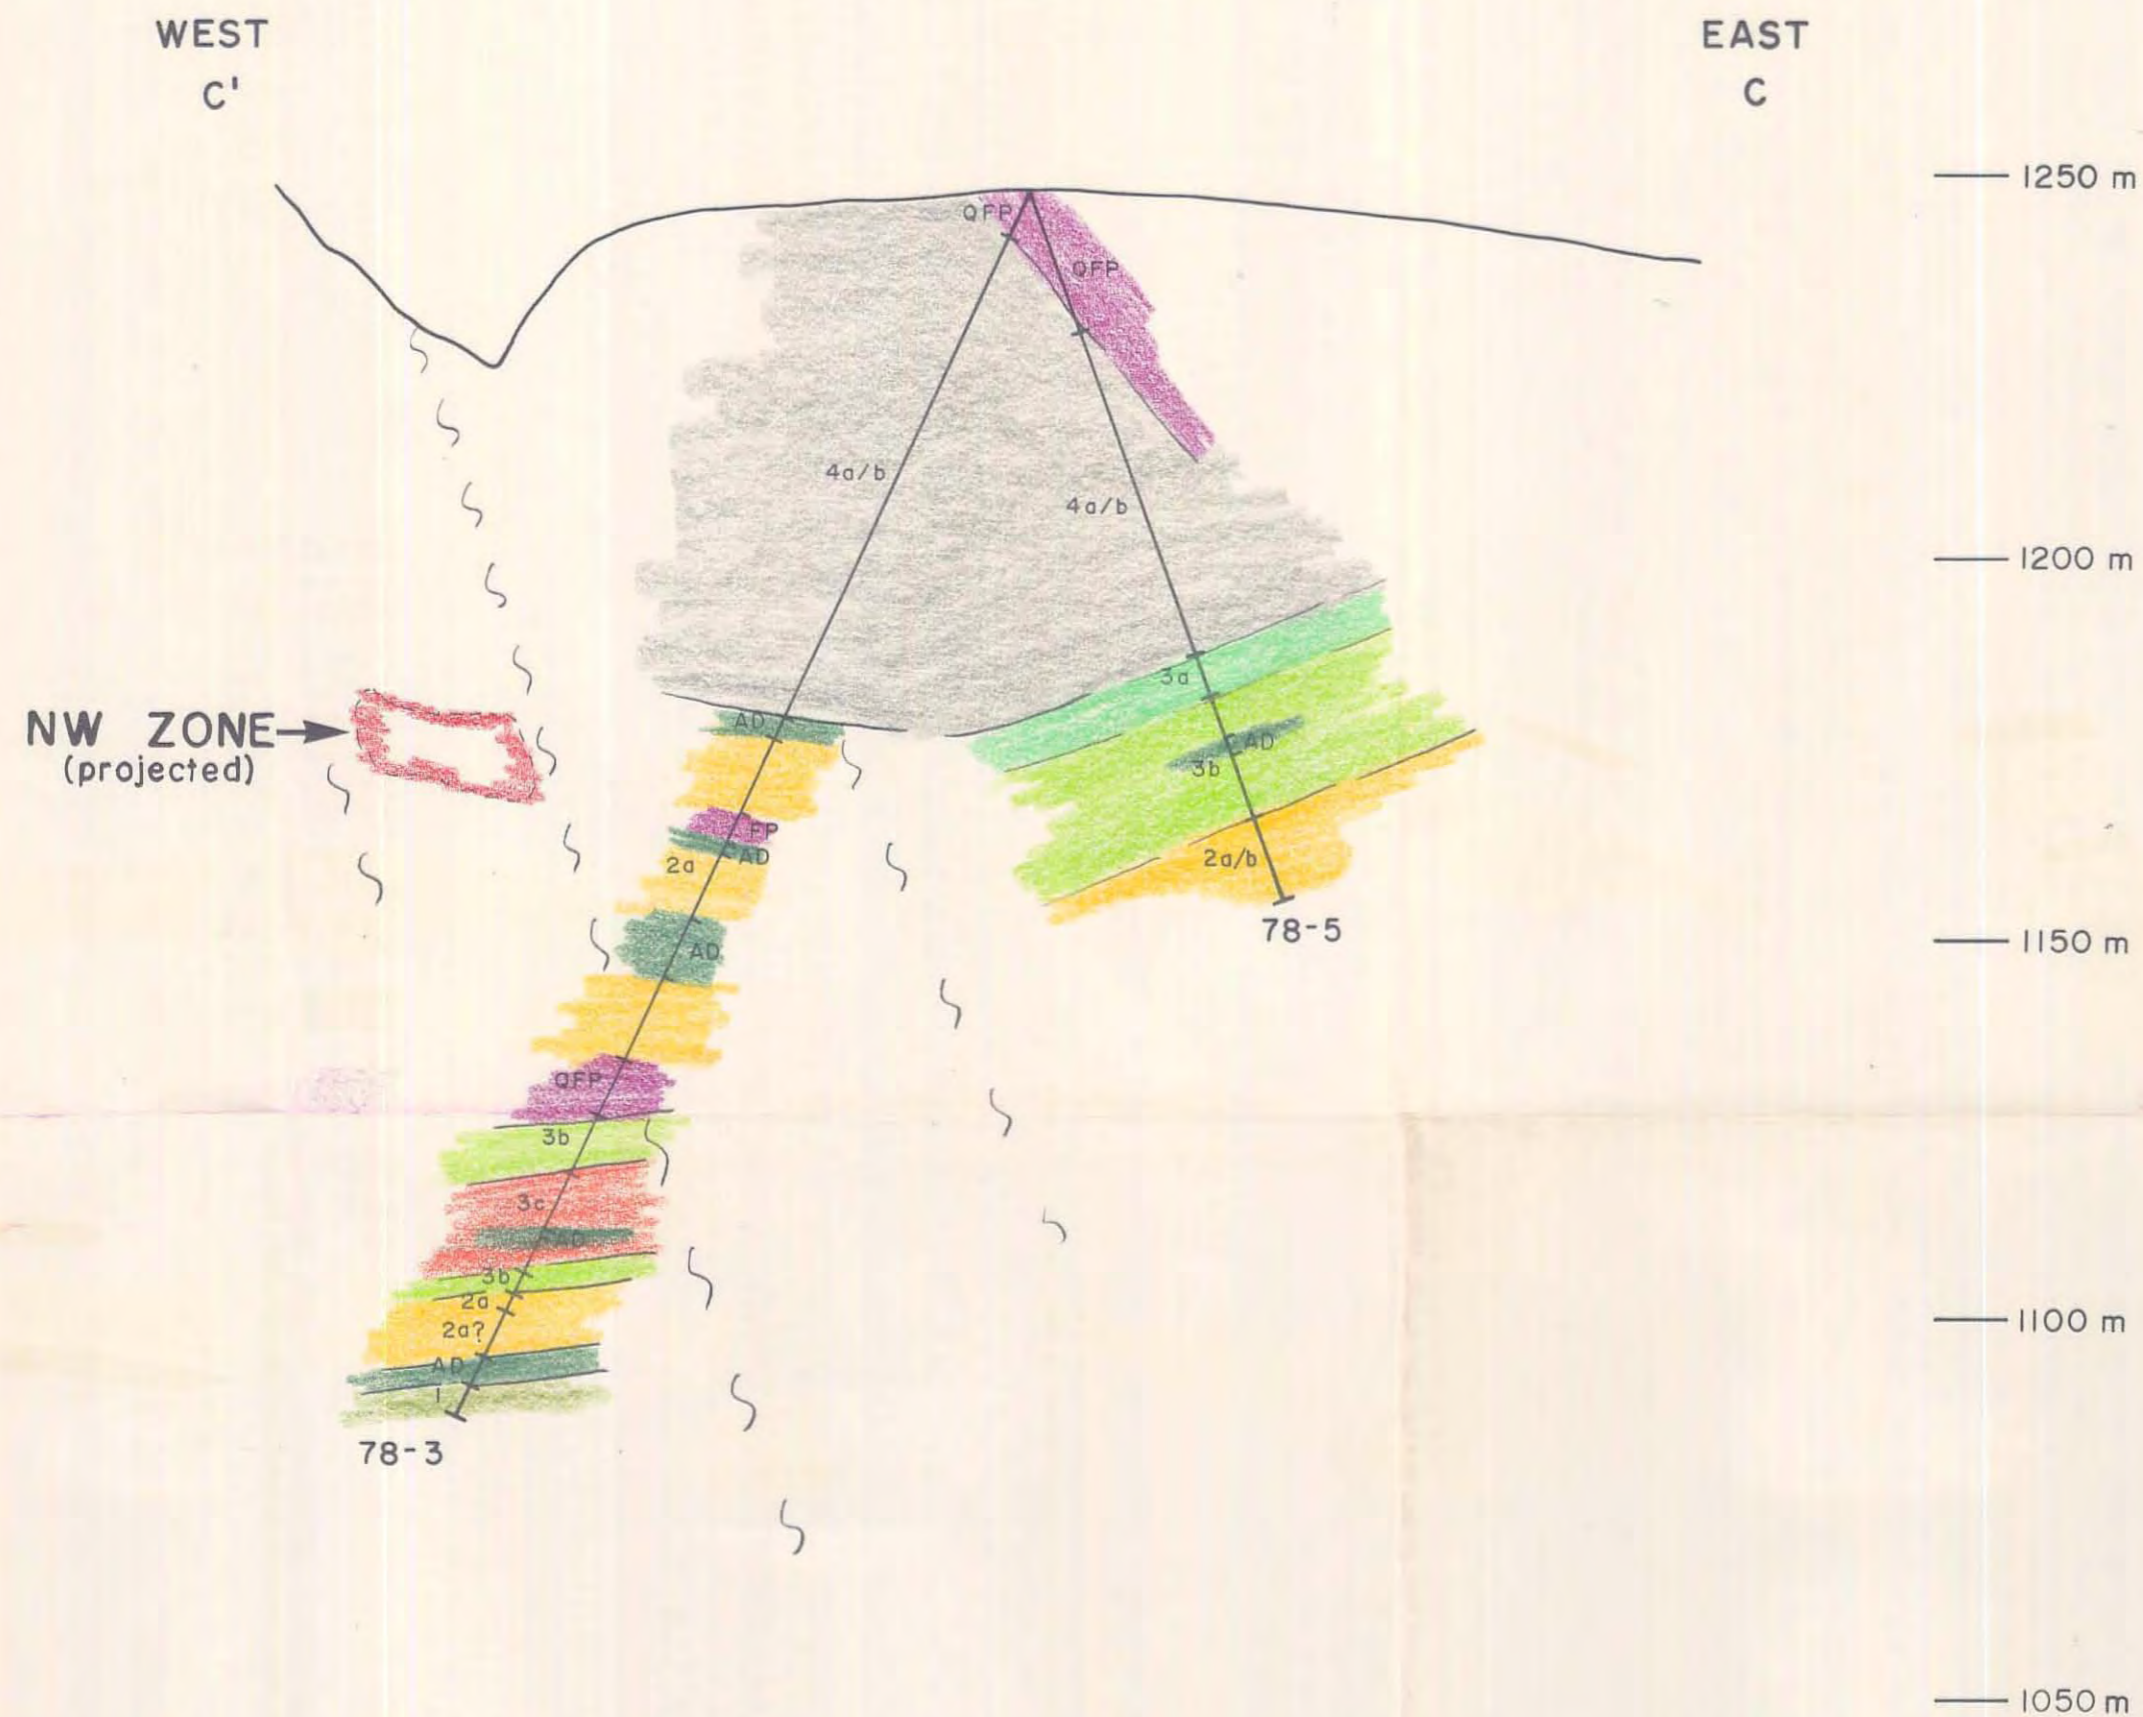 WEST
C'
EAST
C
1250 m
QFP
QFP
4a/b
4a/b
1200 m
3a
NW ZONE
(projected)
AD
AD
3b
FP
AD
2a
2a/b
78-5
1150 m
AD
QFP
3b
3c
AD
3b
2a
1100 m
2a?
AD
1
78-3
1050 m